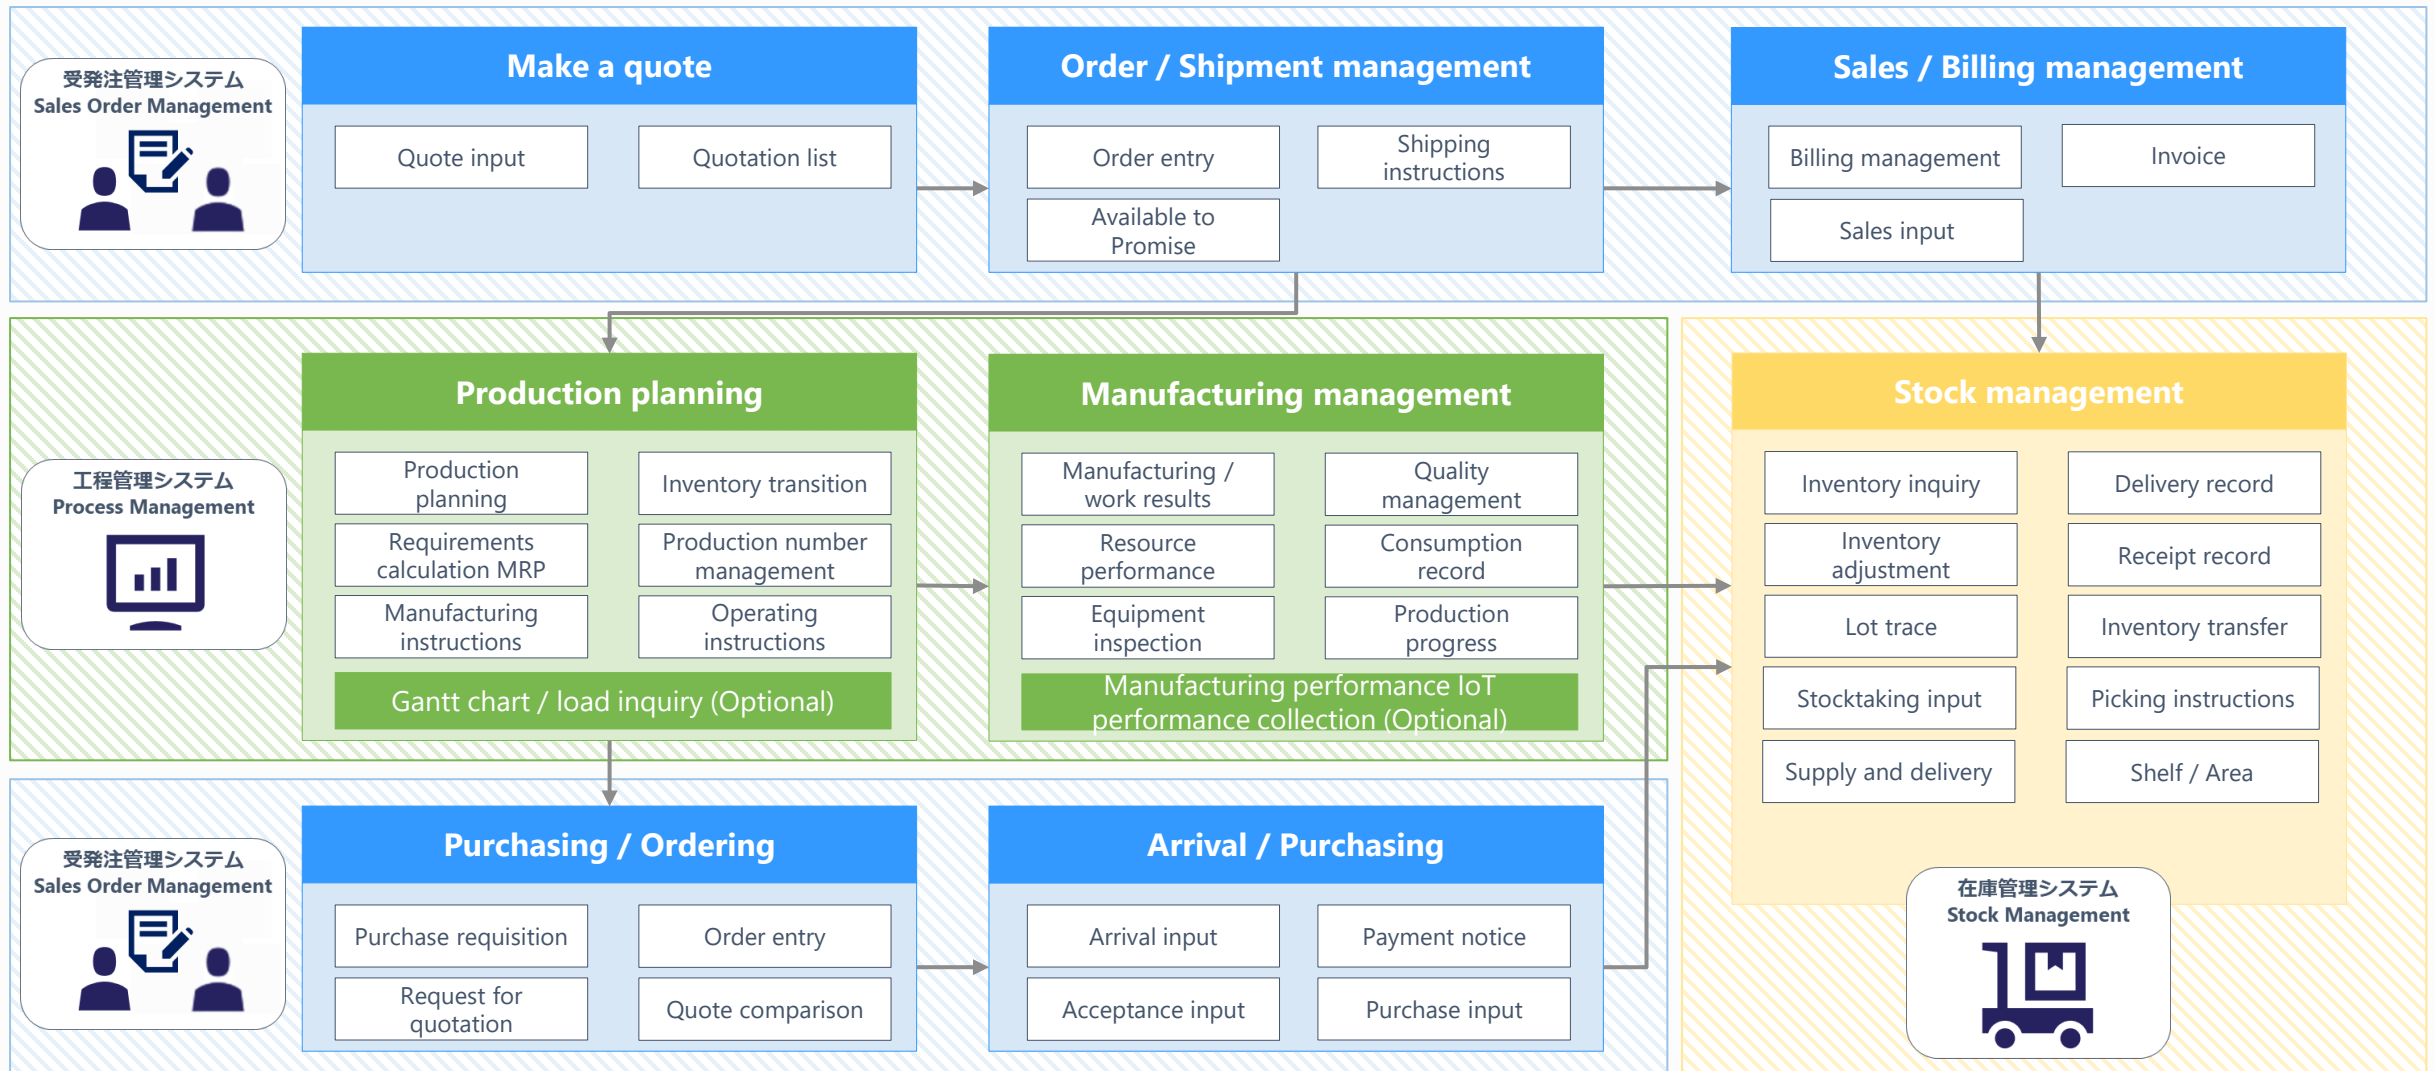 受発注管理システム
Sales Order Management
Make a quote
Quote input
Quotation list
Order / Shipment management
Order entry
Shipping
instructions
Available to
Promise
Sales / Billing management
Billing management
Invoice
Sales input
工程管理システム
Process Management
Production planning
Production
planning
Inventory transition
Requirements
calculation MRP
Production number
management
Manufacturing
instructions
Operating
instructions
Gantt chart / load inquiry (Optional)
Manufacturing management
Manufacturing /
work results
Quality
management
Resource
performance
Consumption
record
Equipment
inspection
Production
progress
Manufacturing performance IoT
performance collection (Optional)
Stock management
Inventory inquiry
Delivery record
Inventory
adjustment
Receipt record
Lot trace
Inventory transfer
Stocktaking input
Picking instructions
Supply and delivery
Shelf / Area
在庫管理システム
Stock Management
受発注管理システム
Sales Order Management
Purchasing / Ordering
Purchase requisition
Order entry
Request for
quotation
Quote comparison
Arrival / Purchasing
Arrival input
Payment notice
Acceptance input
Purchase input